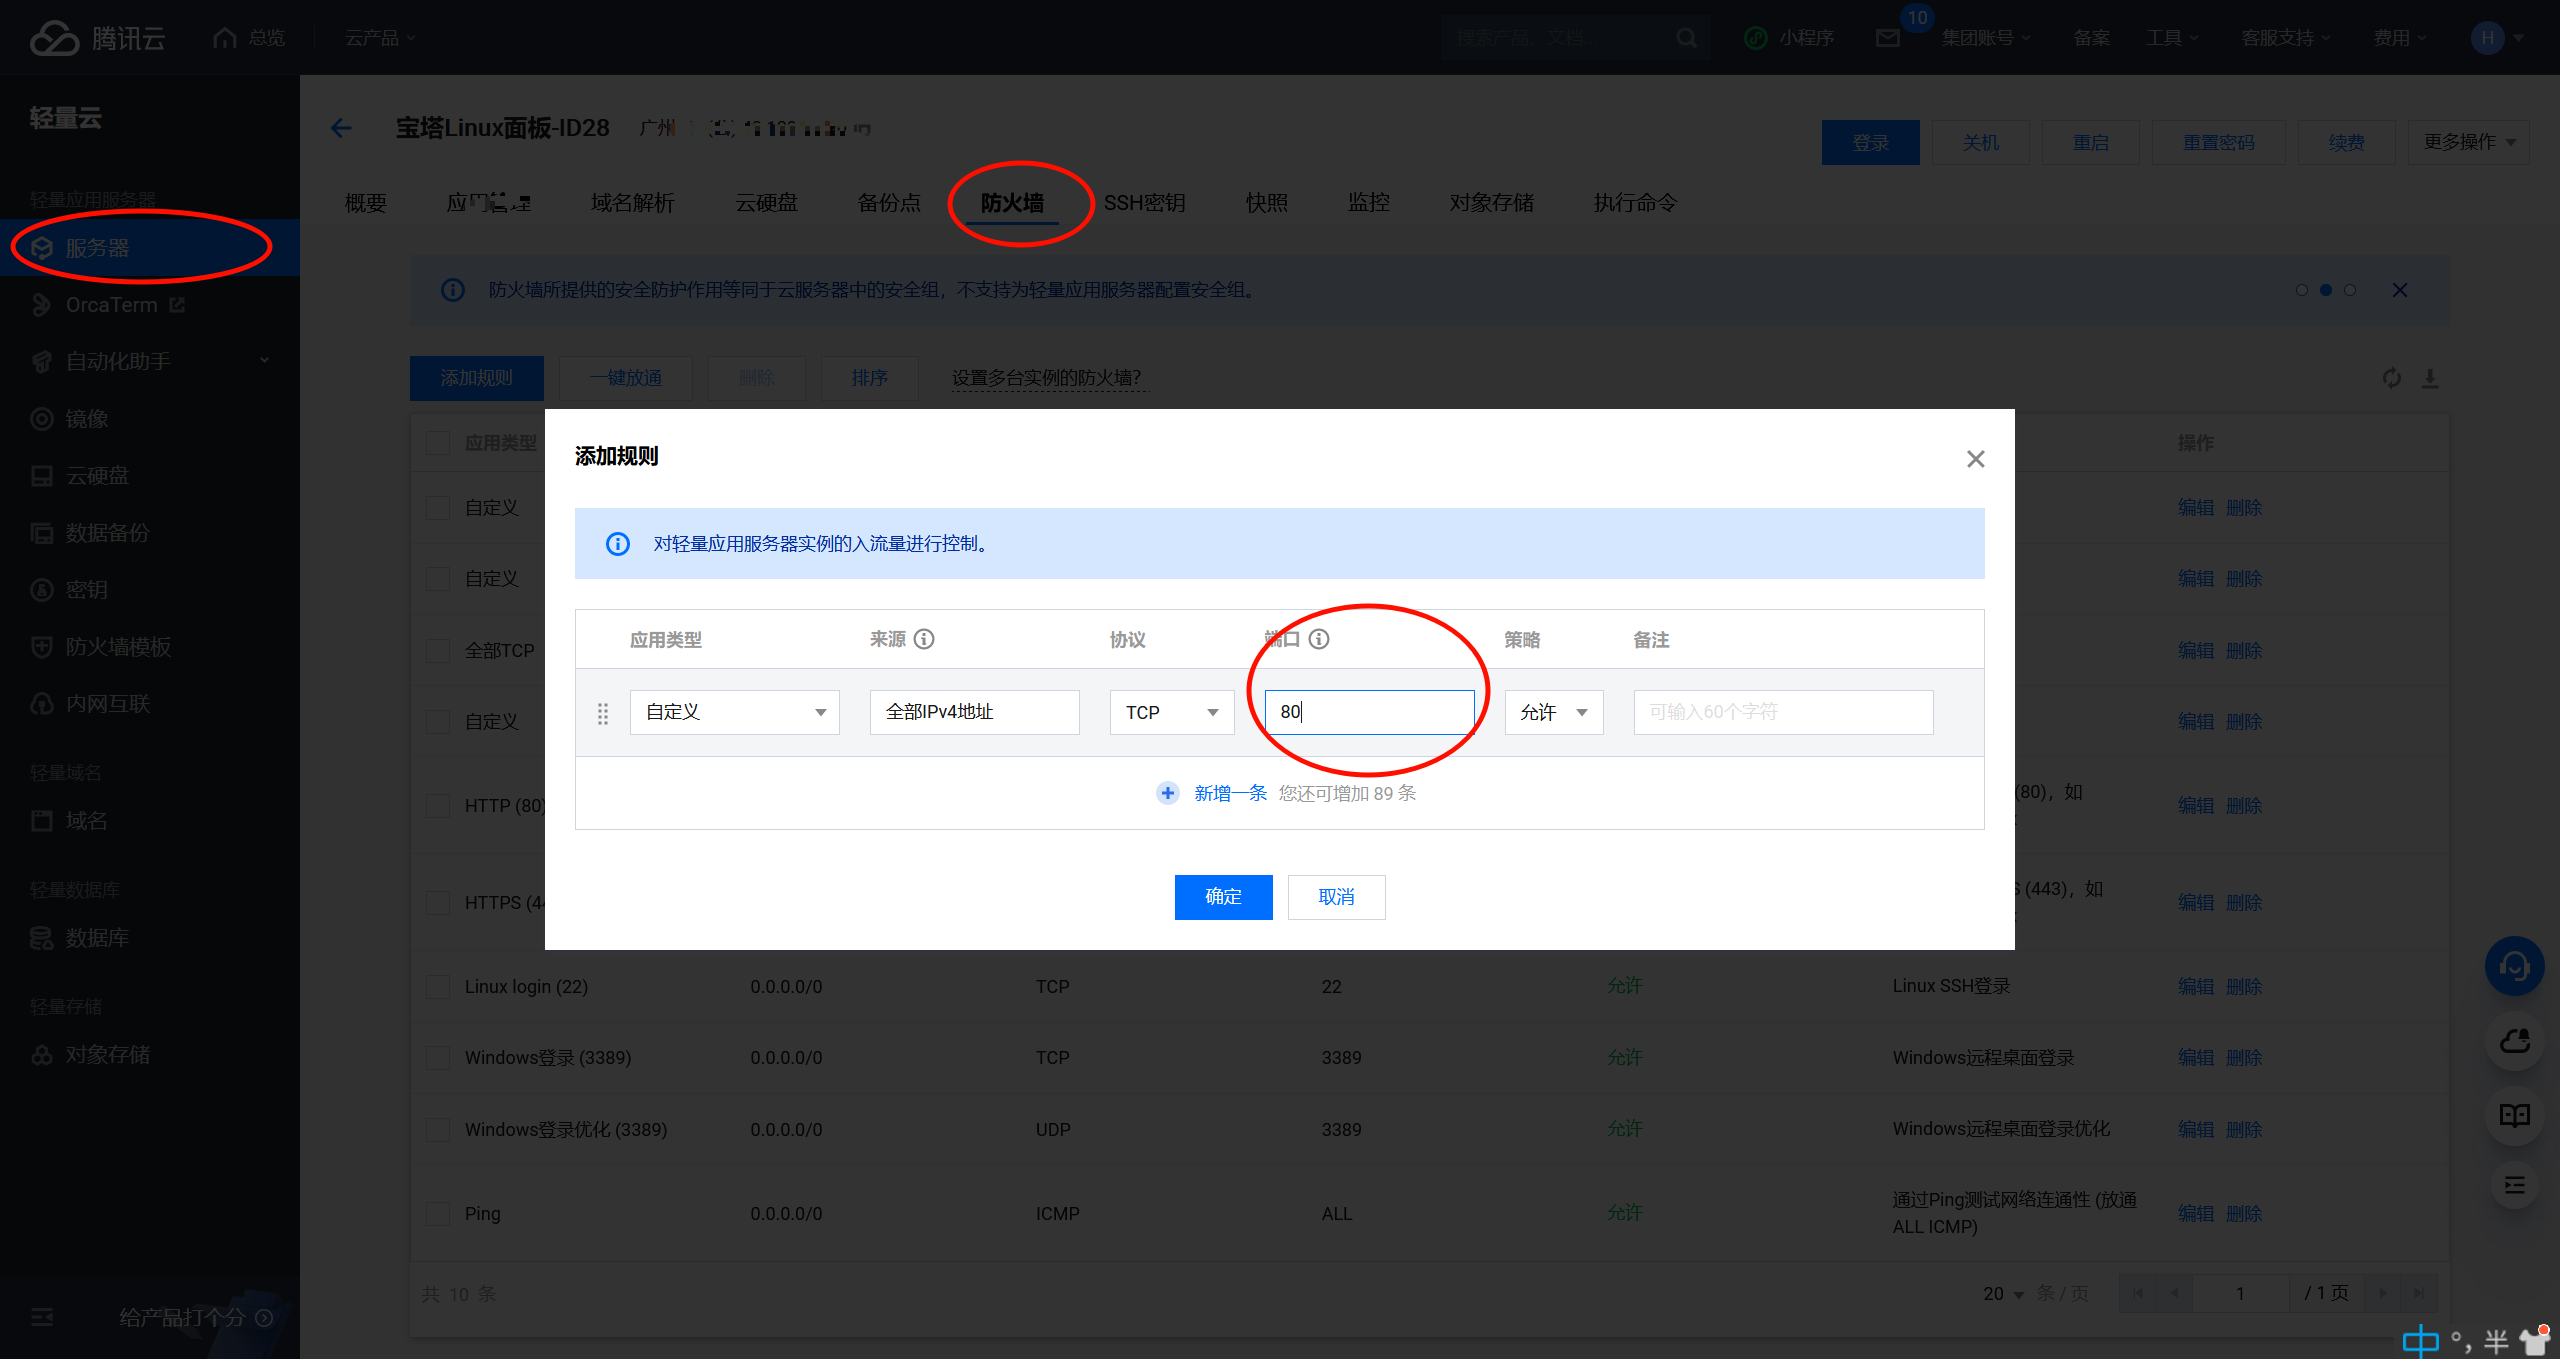 腾讯云 总览 云产品 搜索产品、文档... 小程序 10 集团账号 备案 工具 客服支持 费用 H
轻量云
轻量应用服务器
服务器
OrcaTerm
自动化助手
镜像
云硬盘
数据备份
密钥
防火墙模板
内网互联
轻量域名
域名
轻量数据库
数据库
轻量存储
对象存储
给产品打个分
宝塔Linux面板-ID28 广州
登录 关机 重启 重置密码 续费 更多操作
概要 应用管理 域名解析 云硬盘 备份点 防火墙 SSH密钥 快照 监控 对象存储 执行命令
防火墙所提供的安全防护作用等同于云服务器中的安全组，不支持为轻量应用服务器配置安全组。
添加规则 一键放通 删除 排序 设置多台实例的防火墙?
应用类型 操作
自定义 编辑 删除
自定义 编辑 删除
全部TCP 编辑 删除
自定义 编辑 删除
HTTP (80) (80)，如 编辑 删除
HTTPS (44 S (443)，如 编辑 删除
添加规则
对轻量应用服务器实例的入流量进行控制。
应用类型 来源 协议 端口 策略 备注
自定义 全部IPv4地址 TCP 80 允许 可输入60个字符
新增一条 您还可增加 89 条
确定 取消
Linux login (22) 0.0.0.0/0 TCP 22 允许 Linux SSH登录 编辑 删除
Windows登录 (3389) 0.0.0.0/0 TCP 3389 允许 Windows远程桌面登录 编辑 删除
Windows登录优化 (3389) 0.0.0.0/0 UDP 3389 允许 Windows远程桌面登录优化 编辑 删除
Ping 0.0.0.0/0 ICMP ALL 允许 通过Ping测试网络连通性 (放通
ALL ICMP) 编辑 删除
共 10 条 20 条 / 页 1 / 1 页
中 °, 半